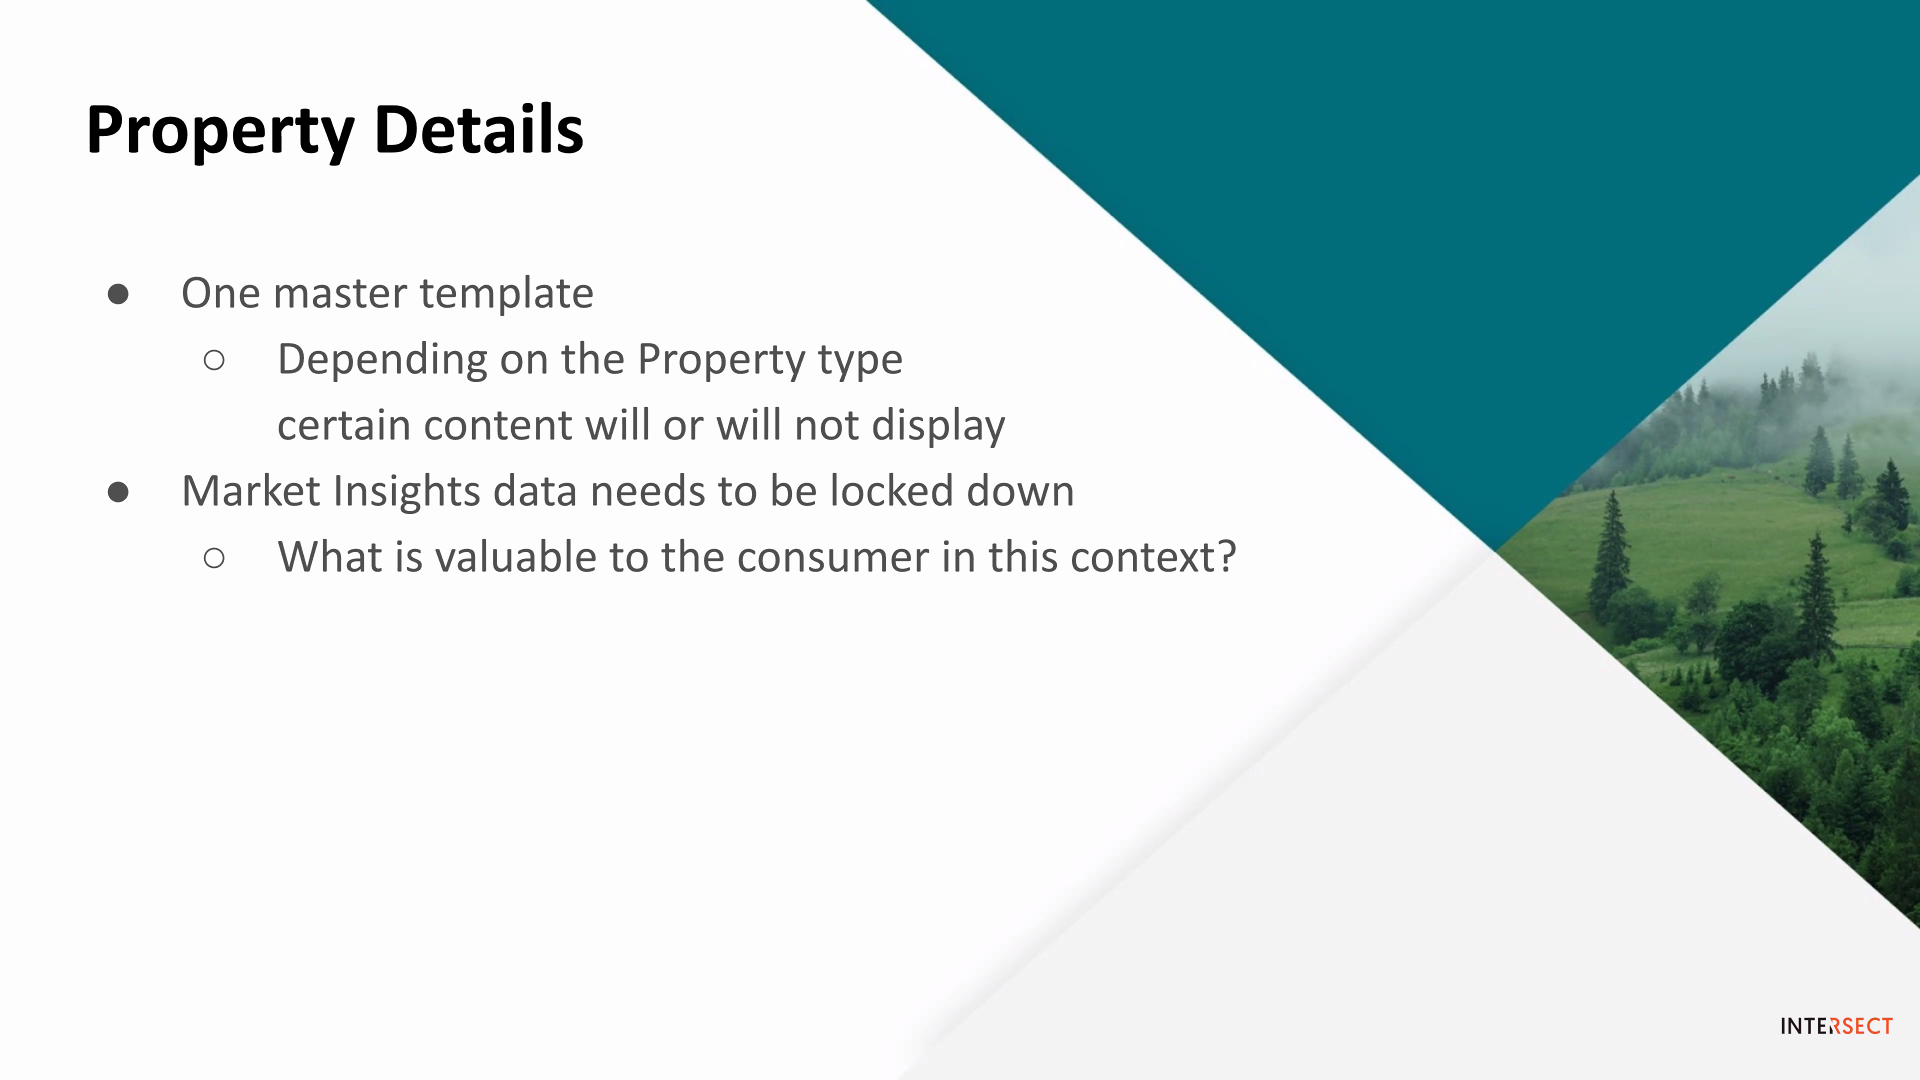 Property Details
● One master template
○ Depending on the Property type
certain content will or will not display
● Market Insights data needs to be locked down
○ What is valuable to the consumer in this context?
INTERSECT